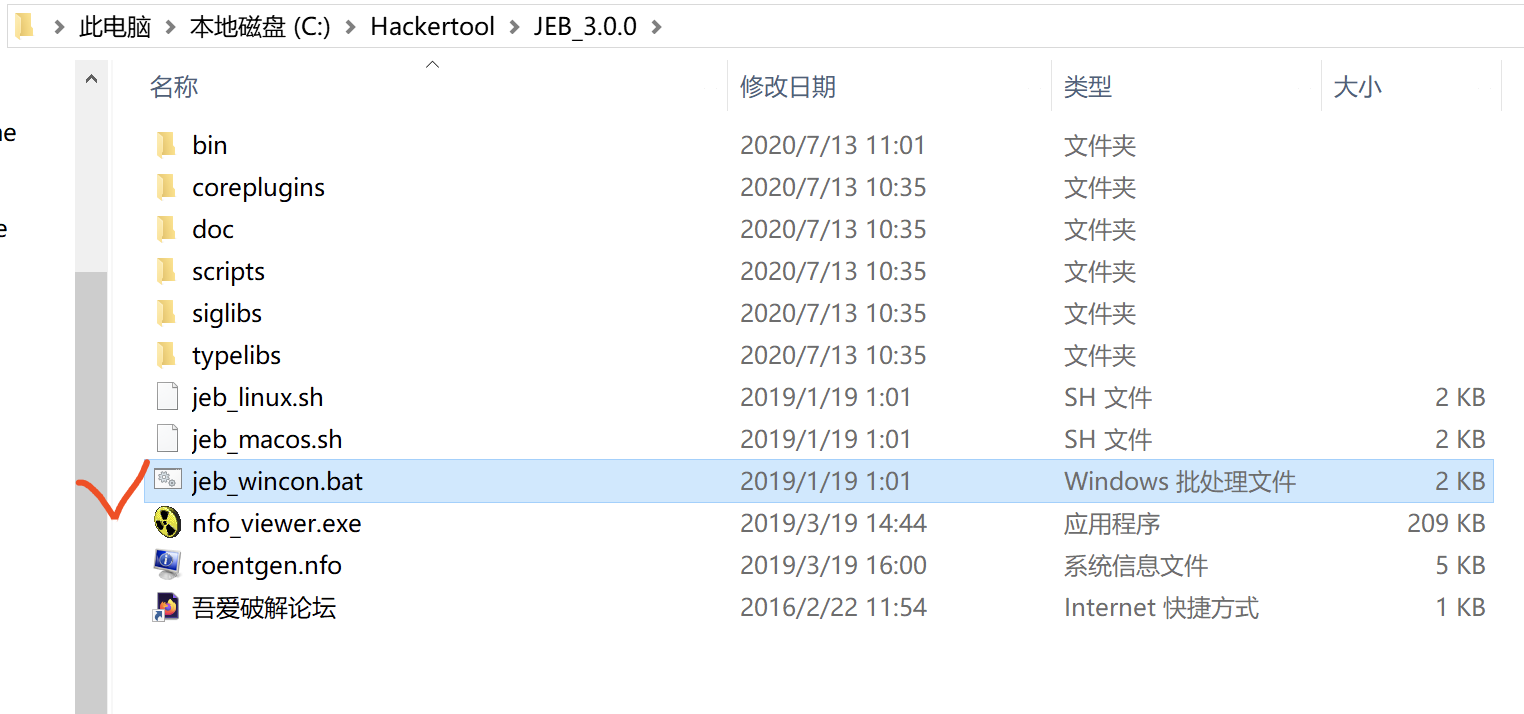 此电脑 本地磁盘 (C:) Hackertool JEB_3.0.0
名称 修改日期 类型 大小
bin 2020/7/13 11:01 文件夹
coreplugins 2020/7/13 10:35 文件夹
doc 2020/7/13 10:35 文件夹
scripts 2020/7/13 10:35 文件夹
siglibs 2020/7/13 10:35 文件夹
typelibs 2020/7/13 10:35 文件夹
jeb_linux.sh 2019/1/19 1:01 SH 文件 2 KB
jeb_macos.sh 2019/1/19 1:01 SH 文件 2 KB
jeb_wincon.bat 2019/1/19 1:01 Windows 批处理文件 2 KB
nfo_viewer.exe 2019/3/19 14:44 应用程序 209 KB
roentgen.nfo 2019/3/19 16:00 系统信息文件 5 KB
吾爱破解论坛 2016/2/22 11:54 Internet 快捷方式 1 KB